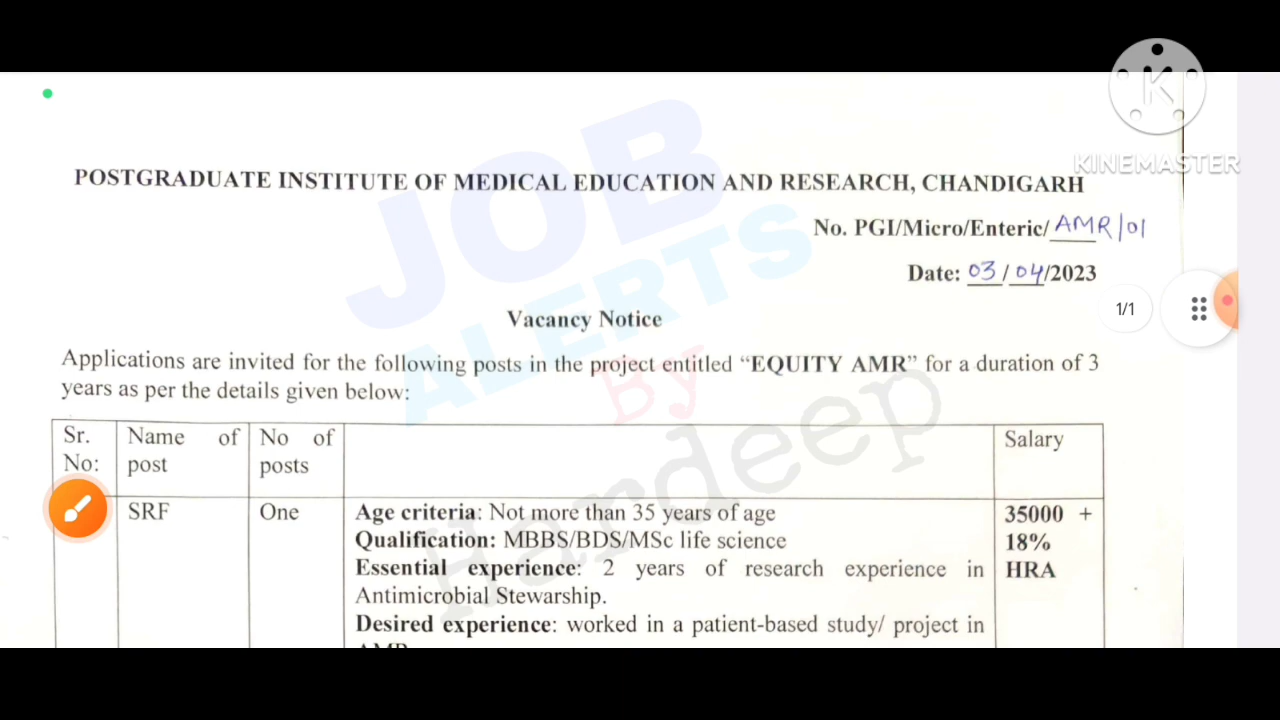 KINEMASTER
JOB
ALERTS
By
Hardeep
POSTGRADUATE INSTITUTE OF MEDICAL EDUCATION AND RESEARCH, CHANDIGARH
No. PGI/Micro/Enteric/ AMR/01
Date: 03/04/2023
1/1
Vacancy Notice
Applications are invited for the following posts in the project entitled “EQUITY AMR” for a duration of 3
years as per the details given below:
Sr. No:
Name of post
No of posts
Salary
SRF
One
Age criteria: Not more than 35 years of age
Qualification: MBBS/BDS/MSc life science
Essential experience: 2 years of research experience in
Antimicrobial Stewarship.
Desired experience: worked in a patient-based study/ project in
35000 +
18%
HRA